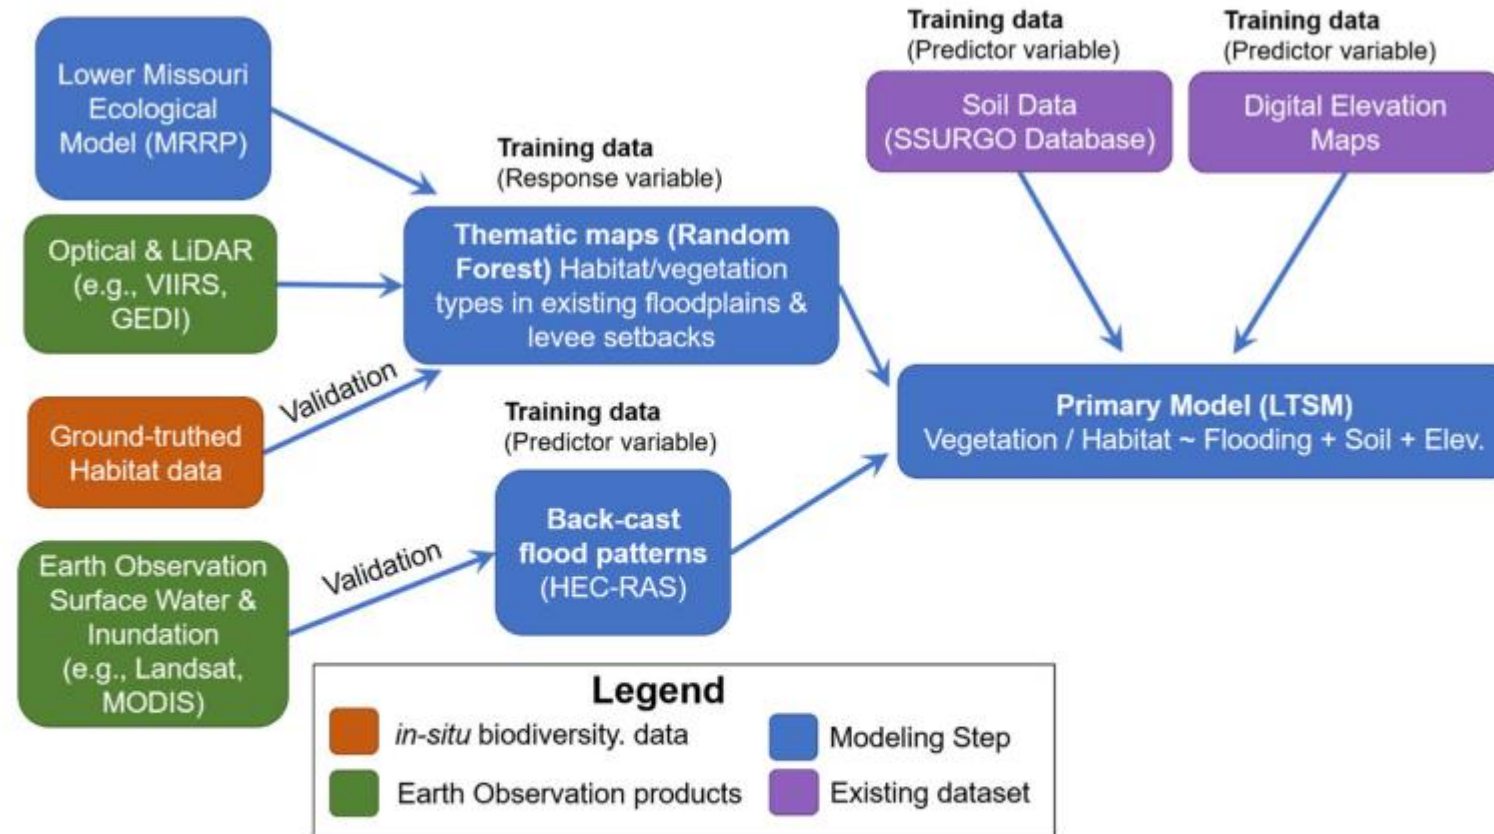 Lower Missouri
Ecological
Model (MRRP)
Optical & LiDAR
(e.g., VIIRS,
GEDI)
Ground-truthed
Habitat data
Earth Observation
Surface Water &
Inundation
(e.g., Landsat,
MODIS)
Validation
Validation
Training data
(Response variable)
Thematic maps (Random
Forest) Habitat/vegetation
types in existing floodplains &
levee setbacks
Training data
(Predictor variable)
Back-cast
flood patterns
(HEC-RAS)
Training data
(Predictor variable)
Soil Data
(SSURGO Database)
Training data
(Predictor variable)
Digital Elevation
Maps
Primary Model (LTSM)
Vegetation / Habitat ~ Flooding + Soil + Elev.
Legend
in-situ biodiversity. data
Modeling Step
Earth Observation products
Existing dataset